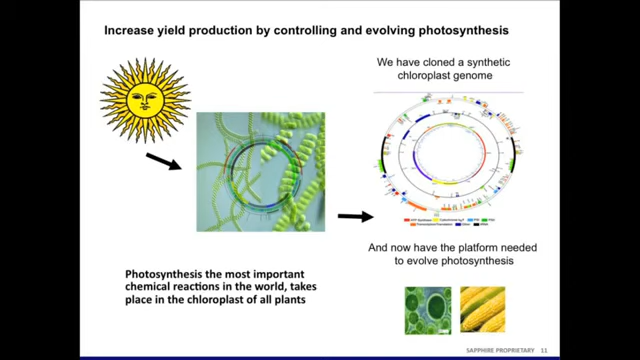 Increase yield production by controlling and evolving photosynthesis
We have cloned a synthetic
chloroplast genome
And now have the platform needed
to evolve photosynthesis
Photosynthesis the most important
chemical reactions in the world, takes
place in the chloroplast of all plants
SAPPHIRE PROPRIETARY 11